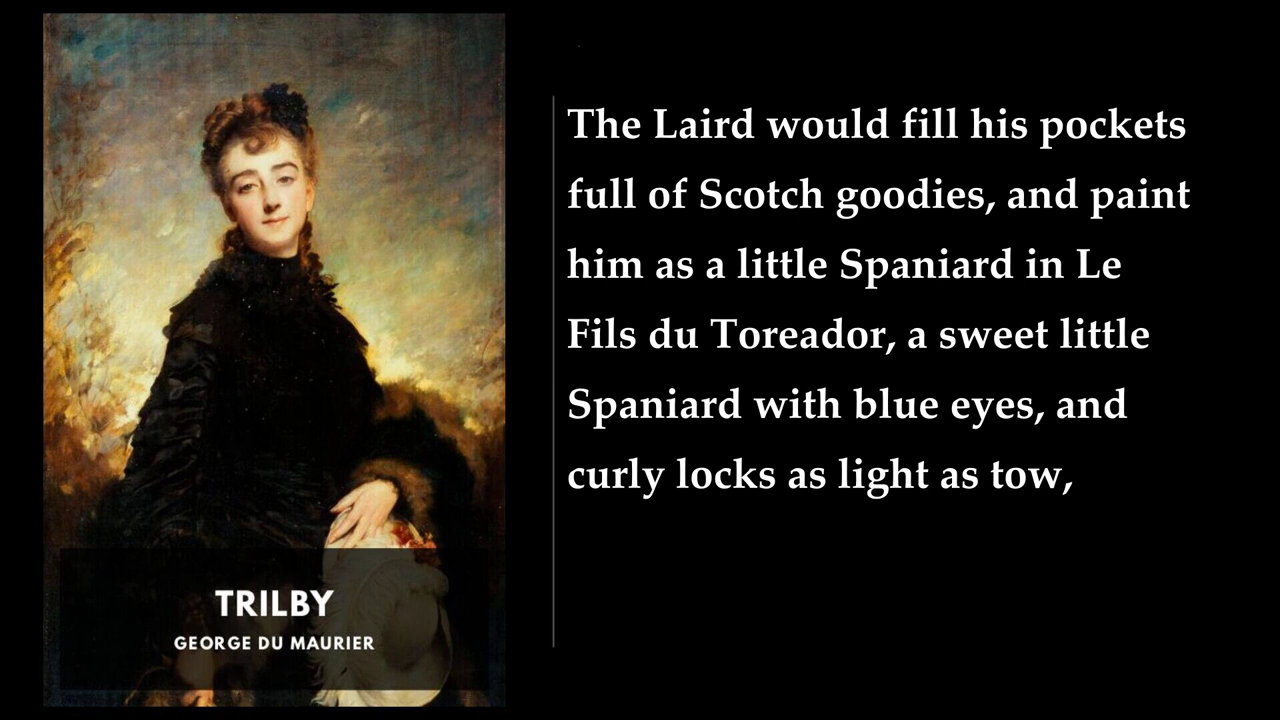 TRILBY
GEORGE DU MAURIER
The Laird would fill his pockets
full of Scotch goodies, and paint
him as a little Spaniard in Le
Fils du Toreador, a sweet little
Spaniard with blue eyes, and
curly locks as light as tow,